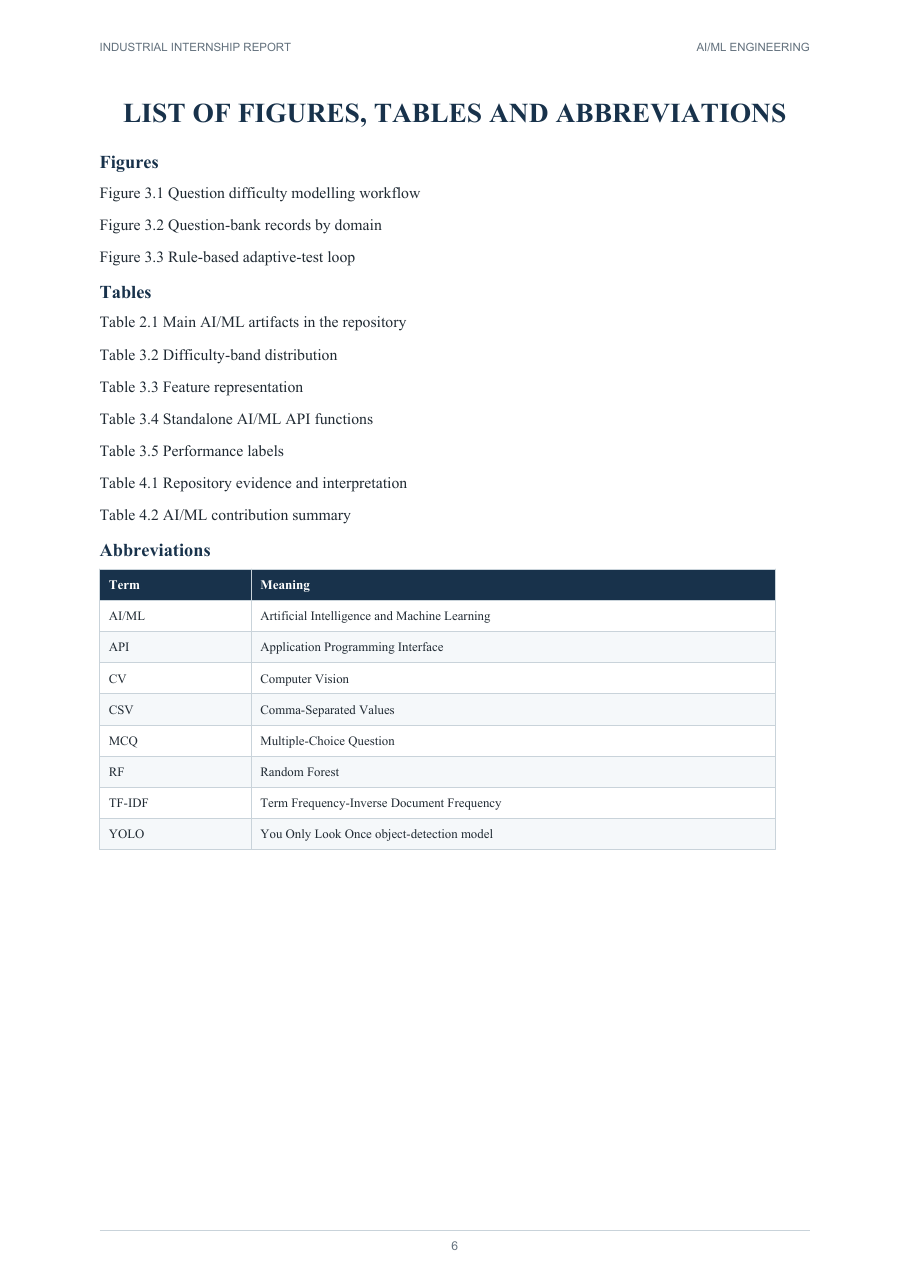 INDUSTRIAL INTERNSHIP REPORT
AI/ML ENGINEERING
LIST OF FIGURES, TABLES AND ABBREVIATIONS
Figures
Figure 3.1 Question difficulty modelling workflow
Figure 3.2 Question-bank records by domain
Figure 3.3 Rule-based adaptive-test loop
Tables
Table 2.1 Main AI/ML artifacts in the repository
Table 3.2 Difficulty-band distribution
Table 3.3 Feature representation
Table 3.4 Standalone AI/ML API functions
Table 3.5 Performance labels
Table 4.1 Repository evidence and interpretation
Table 4.2 AI/ML contribution summary
Abbreviations
Term Meaning
AI/ML Artificial Intelligence and Machine Learning
API Application Programming Interface
CV Computer Vision
CSV Comma-Separated Values
MCQ Multiple-Choice Question
RF Random Forest
TF-IDF Term Frequency-Inverse Document Frequency
YOLO You Only Look Once object-detection model
6